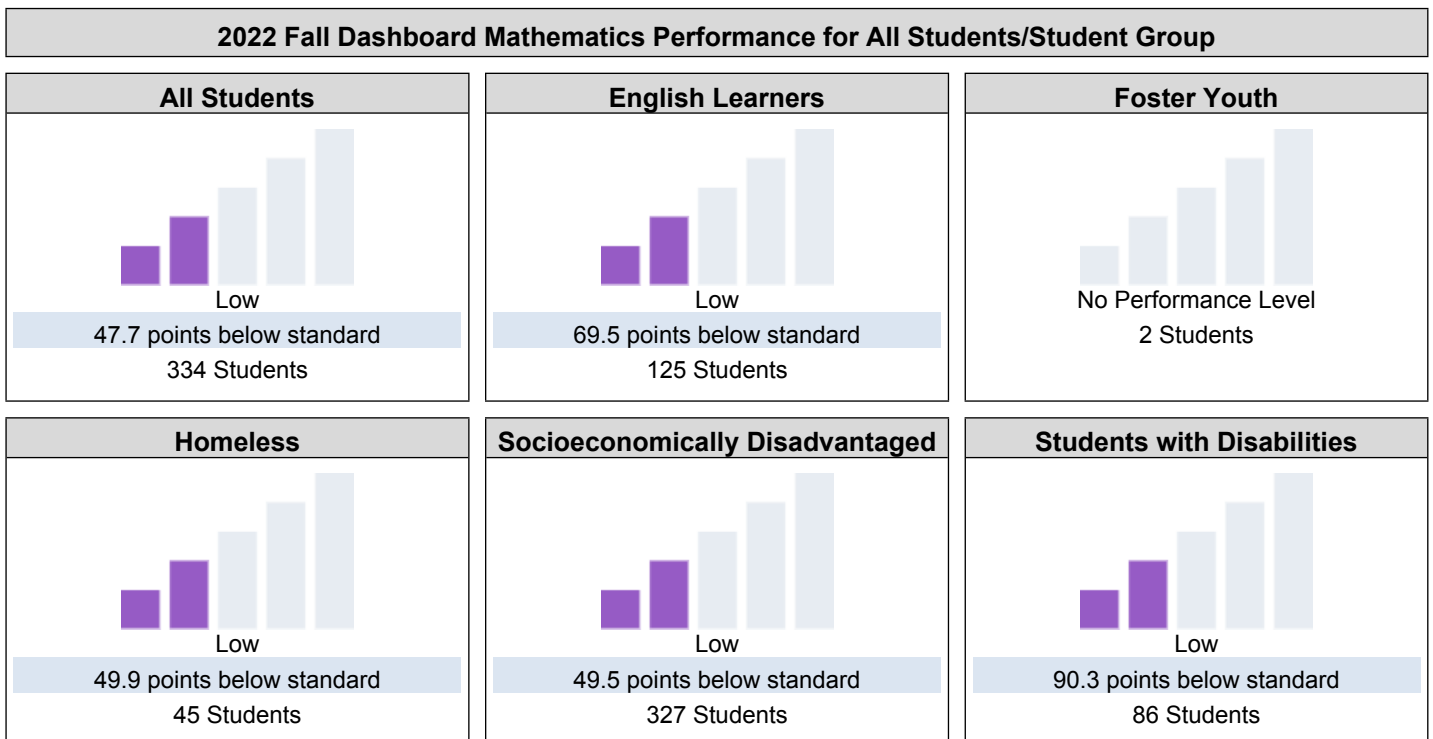 2022 Fall Dashboard Mathematics Performance for All Students/Student Group
All Students
Low
47.7 points below standard
334 Students
English Learners
Low
69.5 points below standard
125 Students
Foster Youth
No Performance Level
2 Students
Homeless
Low
49.9 points below standard
45 Students
Socioeconomically Disadvantaged
Low
49.5 points below standard
327 Students
Students with Disabilities
Low
90.3 points below standard
86 Students